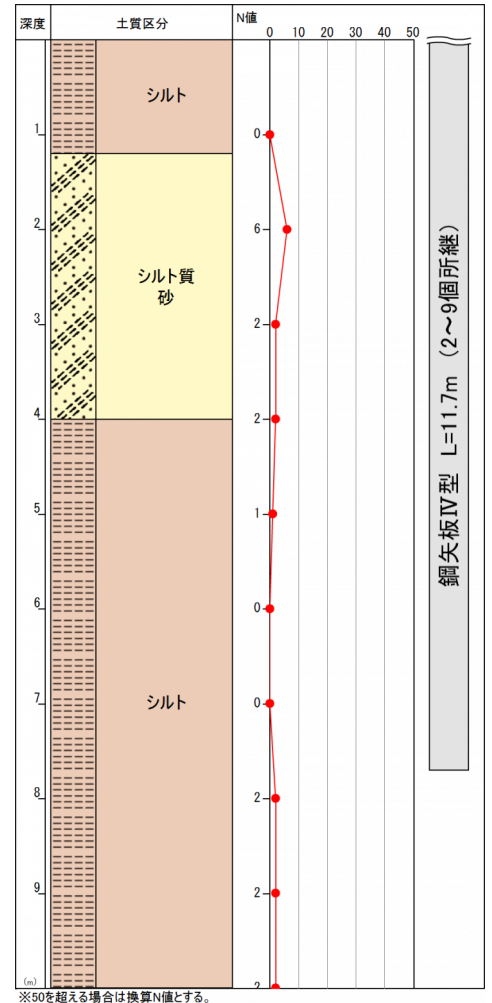 深度 土質区分 N値
0 10 20 30 40 50
シルト
1 0
2 6
シルト質
砂
3 2
4 2
5 1
6 0
7 0
シルト
8 2
9 2
(m) 2
鋼矢板Ⅳ型 L=11.7m (2～9個所継)
※50を超える場合は換算N値とする。